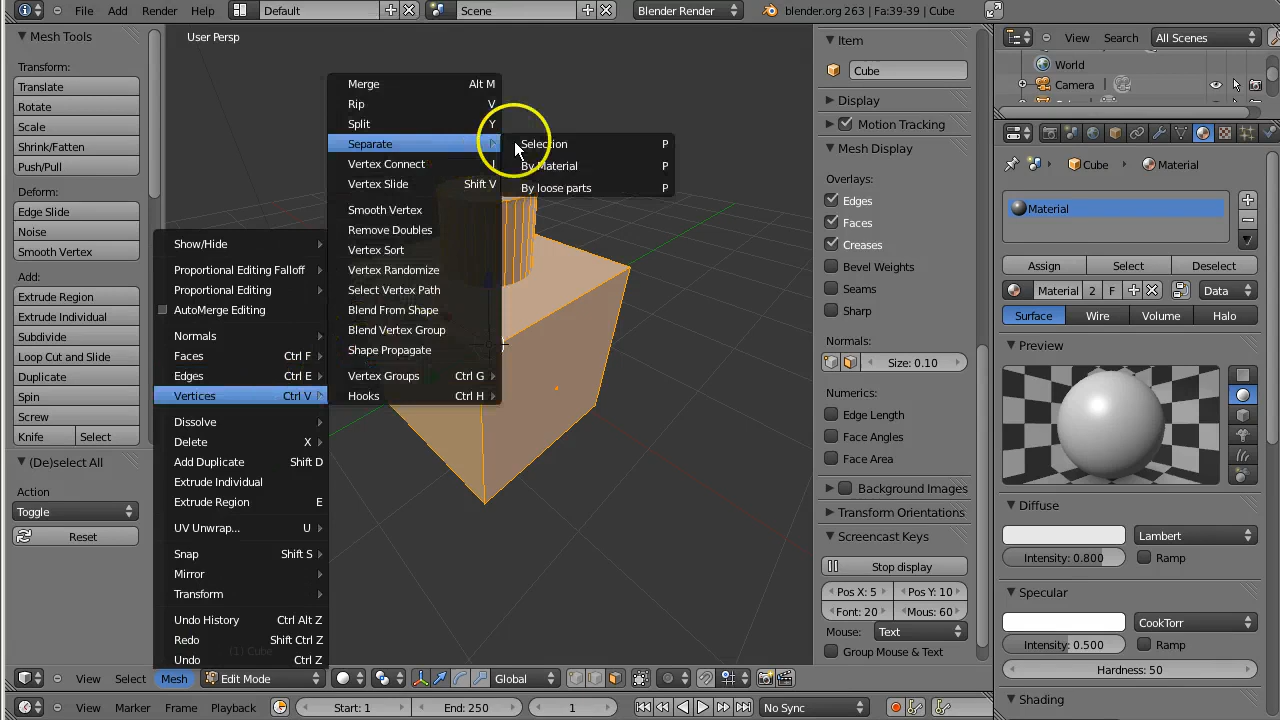 File Add Render Help Default Scene Blender Render blender.org 263 | Fa:39-39 | Cube
Mesh Tools
Transform:
Translate
Rotate
Scale
Shrink/Fatten
Push/Pull
Deform:
Edge Slide
Noise
Smooth Vertex
Add:
Extrude Region
Extrude Individual
Subdivide
Loop Cut and Slide
Duplicate
Spin
Screw
Knife Select
(De)select All
Action
Toggle
Reset
User Persp
Merge Alt M
Rip V
Split Y
Separate
Vertex Connect J
Vertex Slide Shift V
Smooth Vertex
Remove Doubles
Vertex Sort
Vertex Randomize
Select Vertex Path
Blend From Shape
Blend Vertex Group
Shape Propagate
Vertex Groups Ctrl G
Hooks Ctrl H
Selection P
By Material P
By loose parts P
Show/Hide
Proportional Editing Falloff
Proportional Editing
AutoMerge Editing
Normals
Faces Ctrl F
Edges Ctrl E
Vertices Ctrl V
Dissolve
Delete X
Add Duplicate Shift D
Extrude Individual
Extrude Region E
UV Unwrap... U
Snap Shift S
Mirror
Transform
Undo History Ctrl Alt Z
Redo Shift Ctrl Z
Undo Ctrl Z
(1) Cube
Item
Cube
Display
Motion Tracking
Mesh Display
Overlays:
Edges
Faces
Creases
Bevel Weights
Seams
Sharp
Normals:
Size: 0.10
Numerics:
Edge Length
Face Angles
Face Area
Background Images
Transform Orientations
Screencast Keys
Stop display
Pos X: 5 Pos Y: 10
Font: 20 Mous: 60
Mouse: Text
Group Mouse & Text
View Search All Scenes
World
Camera
Cube Material
Material
Assign Select Deselect
Material 2 F Data
Surface Wire Volume Halo
Preview
Diffuse
Lambert
Intensity: 0.800 Ramp
Specular
CookTorr
Intensity: 0.500 Ramp
Hardness: 50
Shading
View Select Mesh Edit Mode Global
View Marker Frame Playback Start: 1 End: 250 1 No Sync